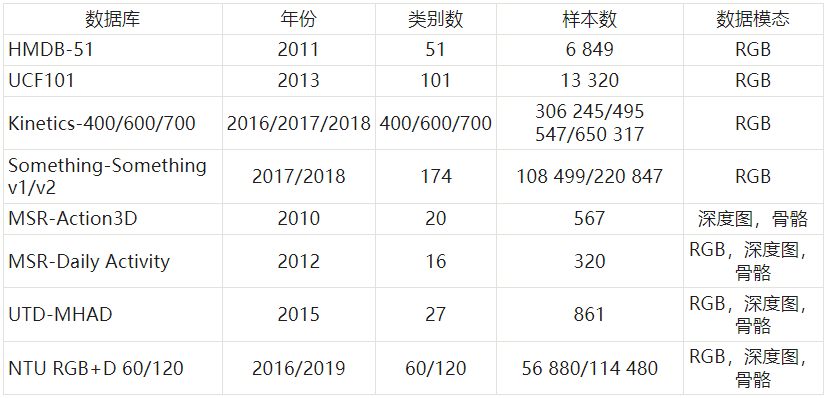 数据库 年份 类别数 样本数 数据模态
HMDB-51 2011 51 6 849 RGB
UCF101 2013 101 13 320 RGB
Kinetics-400/600/700 2016/2017/2018 400/600/700 306 245/495
547/650 317 RGB
Something-Something
v1/v2 2017/2018 174 108 499/220 847 RGB
MSR-Action3D 2010 20 567 深度图，骨骼
MSR-Daily Activity 2012 16 320 RGB，深度图，
骨骼
UTD-MHAD 2015 27 861 RGB，深度图，
骨骼
NTU RGB+D 60/120 2016/2019 60/120 56 880/114 480 RGB，深度图，
骨骼